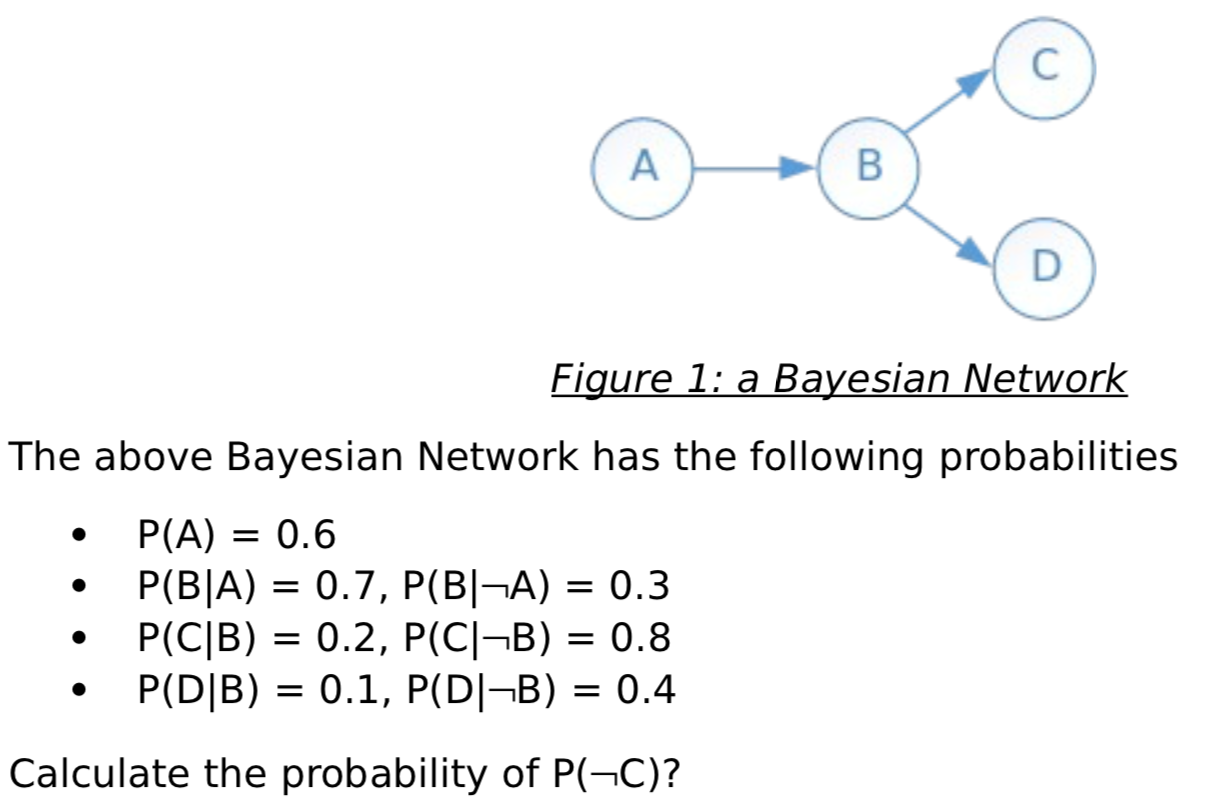 C
A
B
D
Figure 1: a Bayesian Network
The above Bayesian Network has the following probabilities
• P(A) = 0.6
• P(B|A) = 0.7, P(B|¬A) = 0.3
• P(C|B) = 0.2, P(C|¬B) = 0.8
• P(D|B) = 0.1, P(D|¬B) = 0.4
Calculate the probability of P(¬C)?